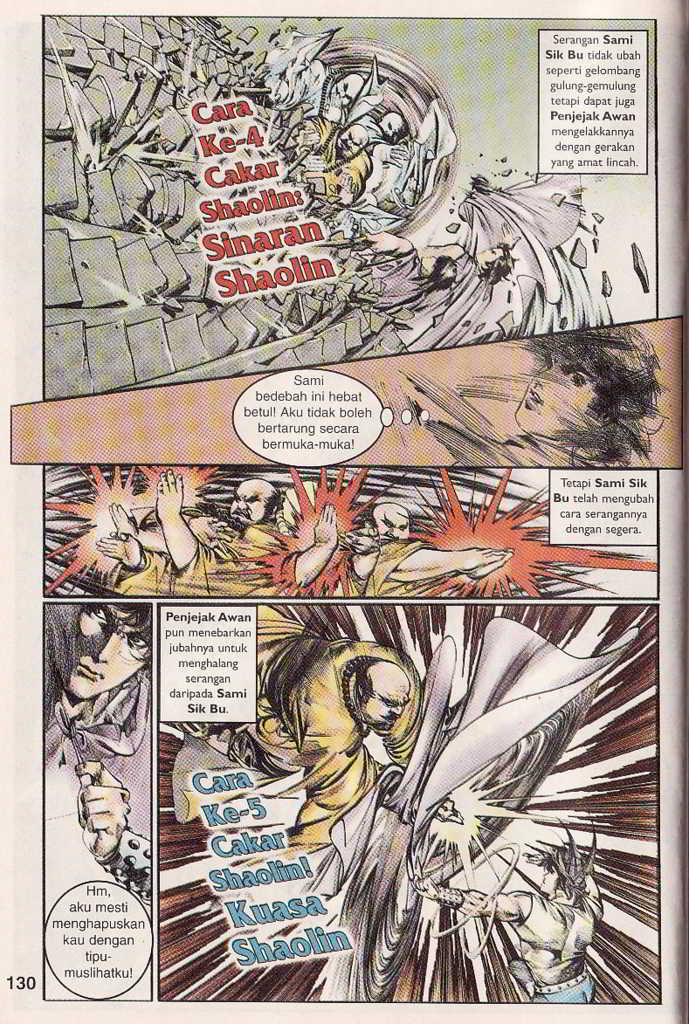 Serangan Sami
Sik Bu tidak ubah
seperti gelombang
gulung-gemulung
tetapi dapat juga
Penjejak Awan
mengelakkannya
dengan gerakan
yang amat lincah.
Cara
Ke-4
Cakar
Shaolin:
Sinaran
Shaolin
Sami
bedebah ini hebat
betul! Aku tidak boleh
bertarung secara
bermuka-muka!
Tetapi Sami Sik
Bu telah mengubah
cara serangannya
dengan segera.
Hm,
aku mesti
menghapuskan
kau dengan
tipu-
muslihatku!
Penjejak Awan
pun menebarkan
jubahnya untuk
menghalang
serangan
daripada Sami
Sik Bu.
Cara
Ke-5
Cakar
Shaolin!
Kuasa
Shaolin
130